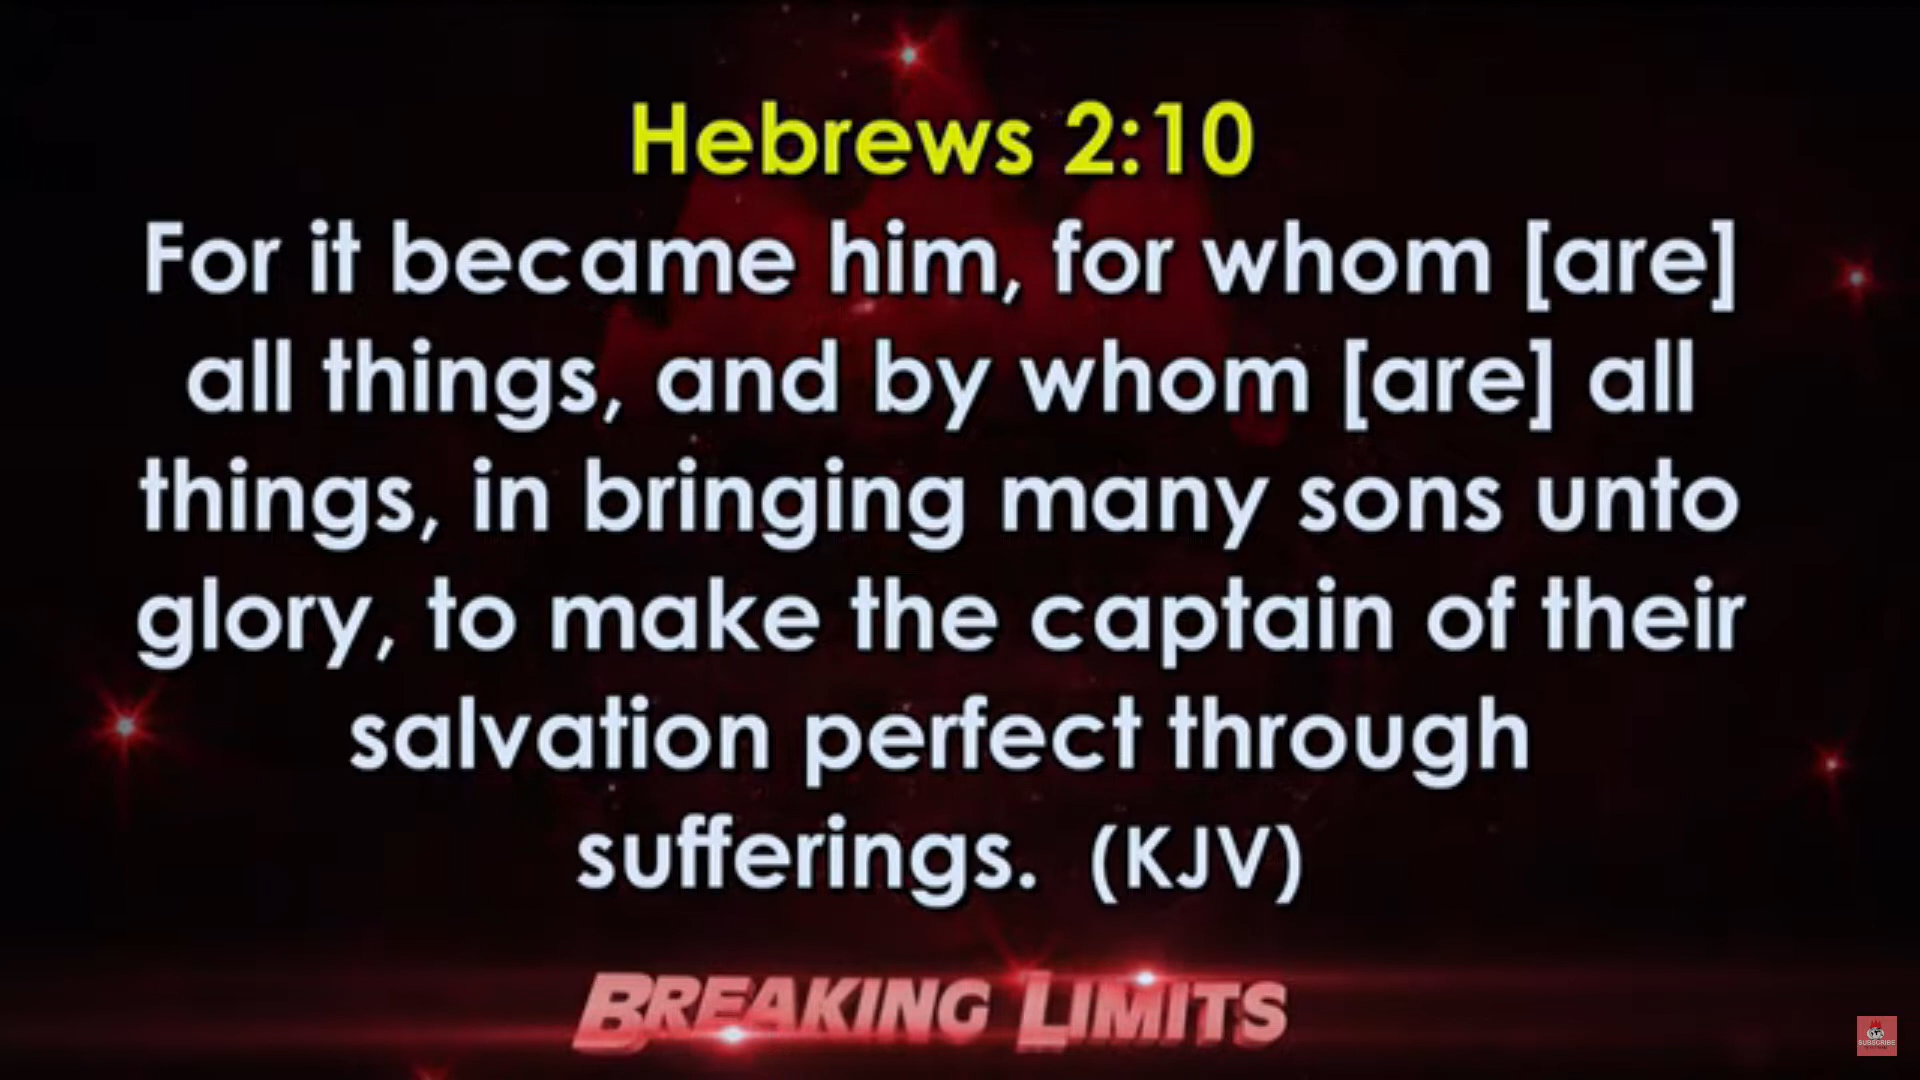 Hebrews 2:10
For it became him, for whom [are]
all things, and by whom [are] all
things, in bringing many sons unto
glory, to make the captain of their
salvation perfect through
sufferings. (KJV)
BREAKING LIMITS
SUBSCRIBE